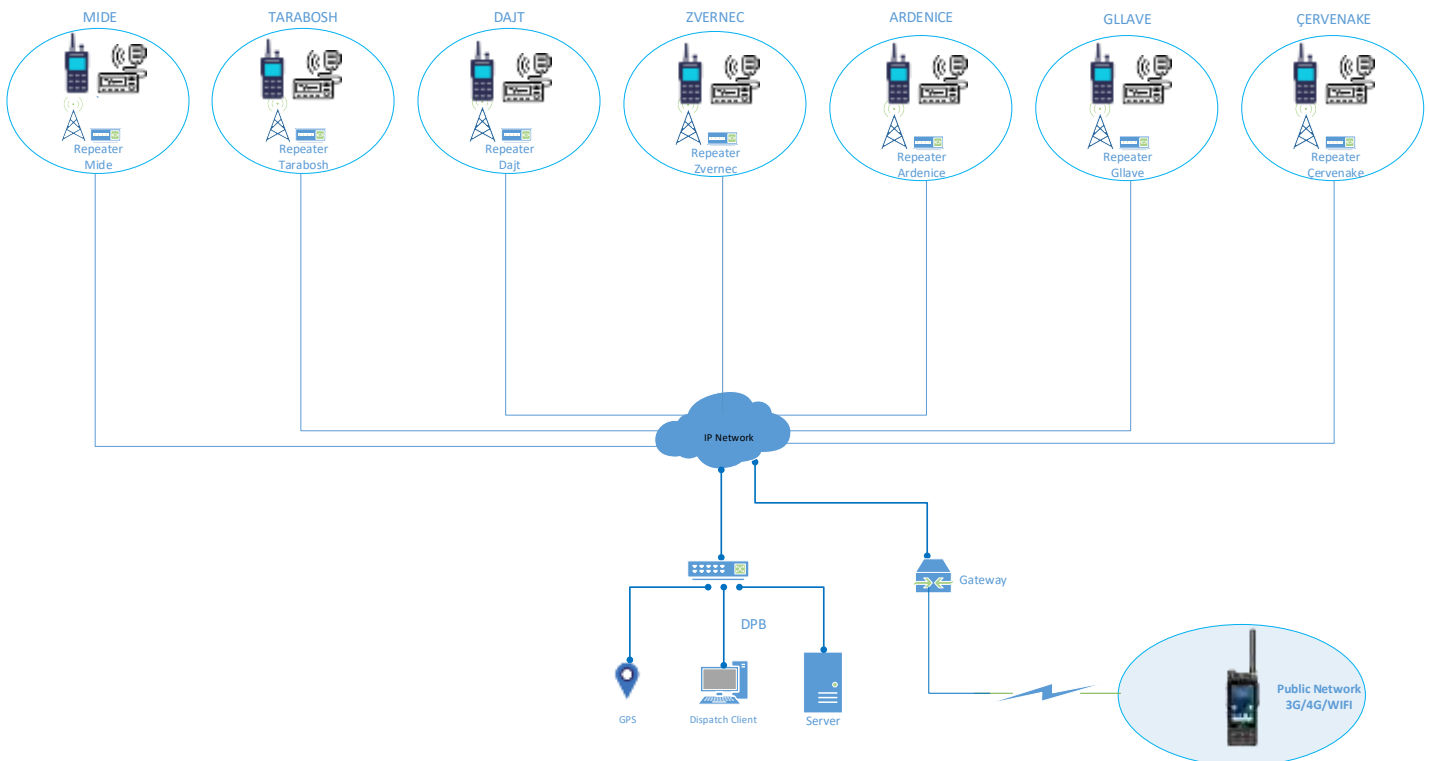 MIDE
TARABOSH
DAJT
ZVERNEC
ARDENICE
GLLAVE
ÇERVENAKE
Repeater
Mide
Repeater
Tarabosh
Repeater
Dajt
Repeater
Zvernec
Repeater
Ardenice
Repeater
Gllave
Repeater
Çervenake
IP Network
Gateway
DPB
GPS
Dispatch Client
Server
Public Network
3G/4G/WIFI